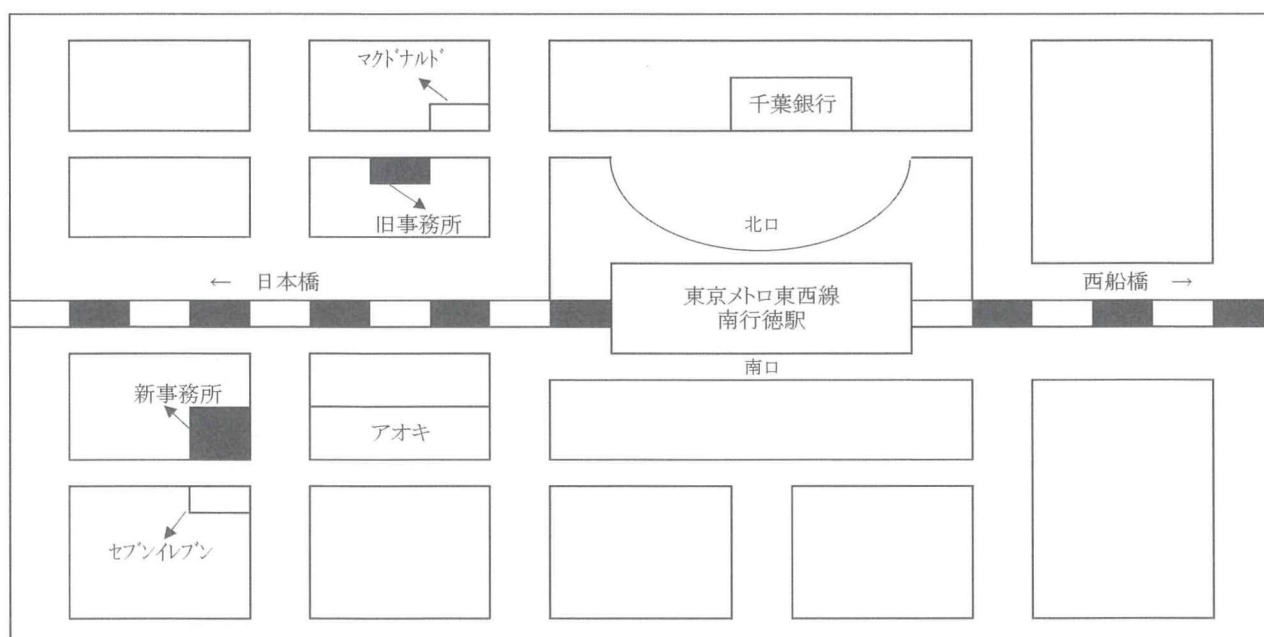 マクドナルド
千葉銀行
旧事務所
北口
← 日本橋
西船橋 →
東京メトロ東西線
南行徳駅
南口
新事務所
アオキ
セブンイレブン